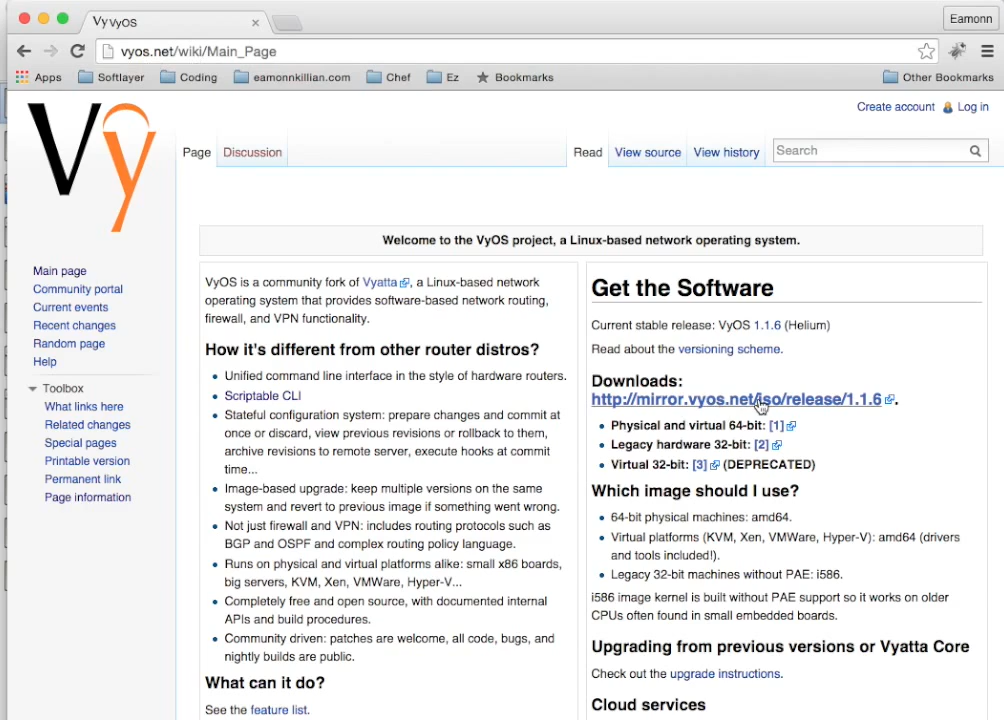 Vy VyOS
Eamonn
vyos.net/wiki/Main_Page
Apps Softlayer Coding eamonnkillian.com Chef Ez Bookmarks Other Bookmarks
Vy
Create account Log in
Page Discussion Read View source View history Search
Welcome to the VyOS project, a Linux-based network operating system.
Main page
Community portal
Current events
Recent changes
Random page
Help
Toolbox
What links here
Related changes
Special pages
Printable version
Permanent link
Page information
VyOS is a community fork of Vyatta, a Linux-based network
operating system that provides software-based network routing,
firewall, and VPN functionality.
How it's different from other router distros?
Unified command line interface in the style of hardware routers.
Scriptable CLI
Stateful configuration system: prepare changes and commit at
once or discard, view previous revisions or rollback to them,
archive revisions to remote server, execute hooks at commit
time...
Image-based upgrade: keep multiple versions on the same
system and revert to previous image if something went wrong.
Not just firewall and VPN: includes routing protocols such as
BGP and OSPF and complex routing policy language.
Runs on physical and virtual platforms alike: small x86 boards,
big servers, KVM, Xen, VMWare, Hyper-V...
Completely free and open source, with documented internal
APIs and build procedures.
Community driven: patches are welcome, all code, bugs, and
nightly builds are public.
What can it do?
See the feature list.
Get the Software
Current stable release: VyOS 1.1.6 (Helium)
Read about the versioning scheme.
Downloads:
http://mirror.vyos.net/iso/release/1.1.6 .
Physical and virtual 64-bit: [1]
Legacy hardware 32-bit: [2]
Virtual 32-bit: [3] (DEPRECATED)
Which image should I use?
64-bit physical machines: amd64.
Virtual platforms (KVM, Xen, VMWare, Hyper-V): amd64 (drivers
and tools included!).
Legacy 32-bit machines without PAE: i586.
i586 image kernel is built without PAE support so it works on older
CPUs often found in small embedded boards.
Upgrading from previous versions or Vyatta Core
Check out the upgrade instructions.
Cloud services